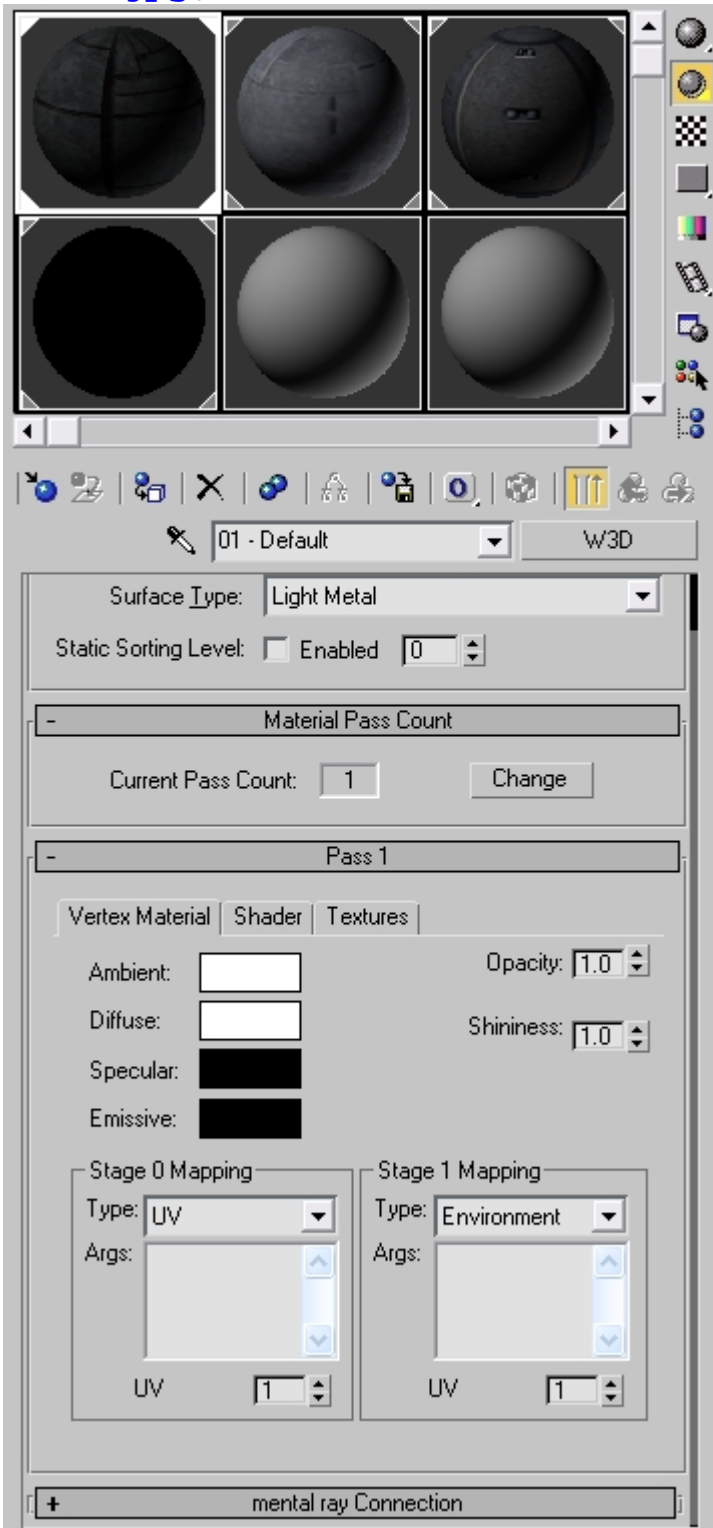 01 - Default
W3D
Surface Type: Light Metal
Static Sorting Level: Enabled 0
- Material Pass Count
Current Pass Count: 1 Change
- Pass 1
Vertex Material Shader Textures
Ambient: Opacity: 1.0
Diffuse: Shininess: 1.0
Specular:
Emissive:
Stage 0 Mapping Stage 1 Mapping
Type: UV Type: Environment
Args: Args:
UV 1 UV 1
+ mental ray Connection